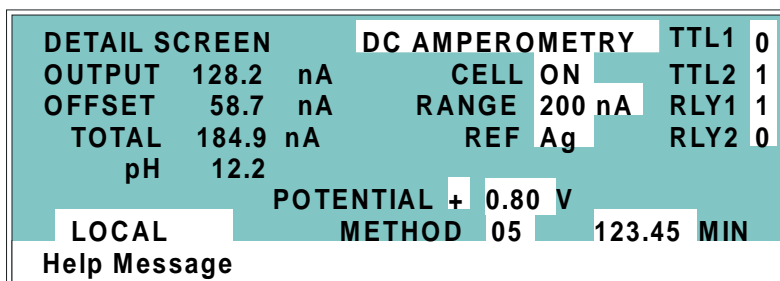 DETAIL SCREEN DC AMPEROMETRY TTL1 0
OUTPUT 128.2 nA CELL ON TTL2 1
OFFSET 58.7 nA RANGE 200 nA RLY1 1
TOTAL 184.9 nA REF Ag RLY2 0
pH 12.2
POTENTIAL + 0.80 V
LOCAL METHOD 05 123.45 MIN
Help Message